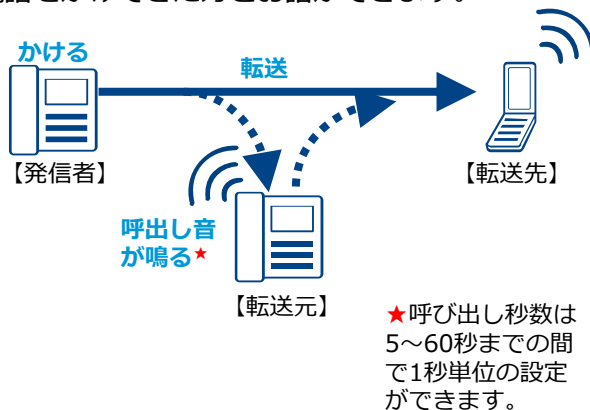 かける
転送
【発信者】
【転送先】
呼出し音
が鳴る★
【転送元】
★呼び出し秒数は
5～60秒までの間
で1秒単位の設定
ができます。